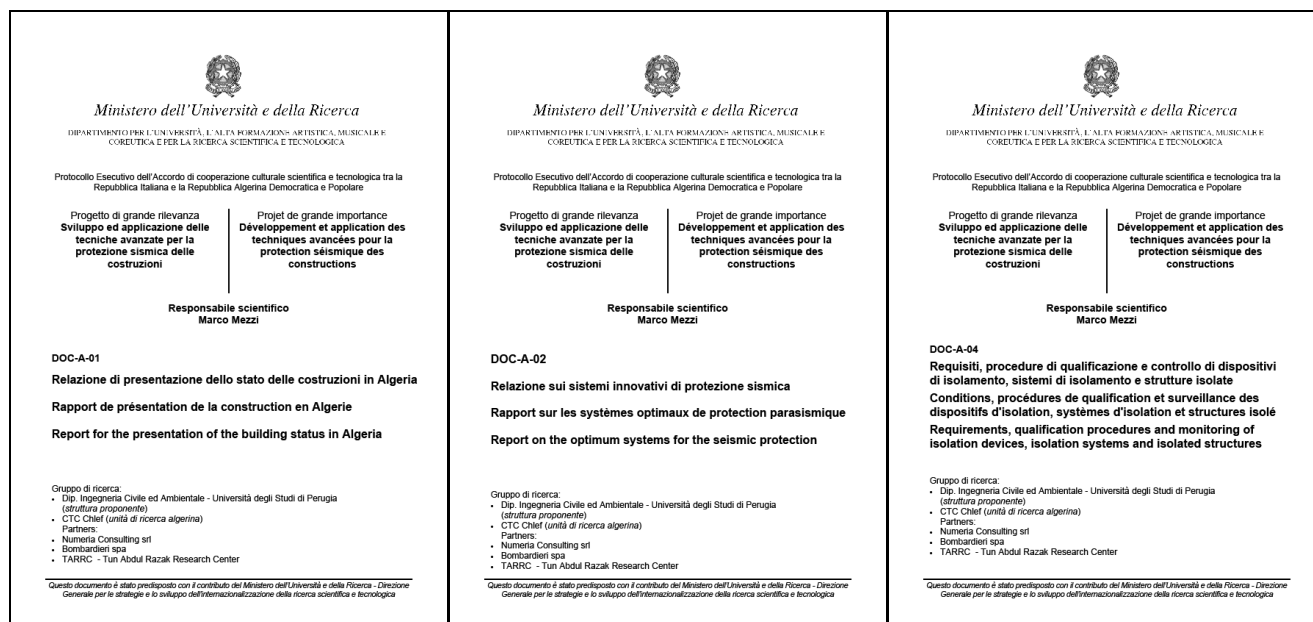 Ministero dell'Università e della Ricerca
DIPARTIMENTO PER L'UNIVERSITÀ, L'ALTA FORMAZIONE ARTISTICA, MUSICALE E
COREUTICA E PER LA RICERCA SCIENTIFICA E TECNOLOGICA
Protocollo Esecutivo dell'Accordo di cooperazione culturale scientifica e tecnologica tra la
Repubblica Italiana e la Repubblica Algerina Democratica e Popolare
Progetto di grande rilevanza
Sviluppo ed applicazione delle
tecniche avanzate per la
protezione sismica delle
costruzioni
Projet de grande importance
Développement et application des
techniques avancées pour la
protection séismique des
constructions
Responsabile scientifico
Marco Mezzi
DOC-A-01
Relazione di presentazione dello stato delle costruzioni in Algeria
Rapport de présentation de la construction en Algerie
Report for the presentation of the building status in Algeria
Gruppo di ricerca:
• Dip. Ingegneria Civile ed Ambientale - Università degli Studi di Perugia
(struttura proponente)
• CTC Chlef (unità di ricerca algerina)
Partners:
• Numeria Consulting srl
• Bombardieri spa
• TARRC - Tun Abdul Razak Research Center
Questo documento è stato predisposto con il contributo del Ministero dell'Università e della Ricerca - Direzione
Generale per le strategie e lo sviluppo dell'internazionalizzazione della ricerca scientifica e tecnologica
Ministero dell'Università e della Ricerca
DIPARTIMENTO PER L'UNIVERSITÀ, L'ALTA FORMAZIONE ARTISTICA, MUSICALE E
COREUTICA E PER LA RICERCA SCIENTIFICA E TECNOLOGICA
Protocollo Esecutivo dell'Accordo di cooperazione culturale scientifica e tecnologica tra la
Repubblica Italiana e la Repubblica Algerina Democratica e Popolare
Progetto di grande rilevanza
Sviluppo ed applicazione delle
tecniche avanzate per la
protezione sismica delle
costruzioni
Projet de grande importance
Développement et application des
techniques avancées pour la
protection séismique des
constructions
Responsabile scientifico
Marco Mezzi
DOC-A-02
Relazione sui sistemi innovativi di protezione sismica
Rapport sur les systèmes optimaux de protection parasismique
Report on the optimum systems for the seismic protection
Gruppo di ricerca:
• Dip. Ingegneria Civile ed Ambientale - Università degli Studi di Perugia
(struttura proponente)
• CTC Chlef (unità di ricerca algerina)
Partners:
• Numeria Consulting srl
• Bombardieri spa
• TARRC - Tun Abdul Razak Research Center
Questo documento è stato predisposto con il contributo del Ministero dell'Università e della Ricerca - Direzione
Generale per le strategie e lo sviluppo dell'internazionalizzazione della ricerca scientifica e tecnologica
Ministero dell'Università e della Ricerca
DIPARTIMENTO PER L'UNIVERSITÀ, L'ALTA FORMAZIONE ARTISTICA, MUSICALE E
COREUTICA E PER LA RICERCA SCIENTIFICA E TECNOLOGICA
Protocollo Esecutivo dell'Accordo di cooperazione culturale scientifica e tecnologica tra la
Repubblica Italiana e la Repubblica Algerina Democratica e Popolare
Progetto di grande rilevanza
Sviluppo ed applicazione delle
tecniche avanzate per la
protezione sismica delle
costruzioni
Projet de grande importance
Développement et application des
techniques avancées pour la
protection séismique des
constructions
Responsabile scientifico
Marco Mezzi
DOC-A-04
Requisiti, procedure di qualificazione e controllo di dispositivi
di isolamento, sistemi di isolamento e strutture isolate
Conditions, procédures de qualification et surveillance des
dispositifs d'isolation, systèmes d'isolation et structures isolé
Requirements, qualification procedures and monitoring of
isolation devices, isolation systems and isolated structures
Gruppo di ricerca:
• Dip. Ingegneria Civile ed Ambientale - Università degli Studi di Perugia
(struttura proponente)
• CTC Chlef (unità di ricerca algerina)
Partners:
• Numeria Consulting srl
• Bombardieri spa
• TARRC - Tun Abdul Razak Research Center
Questo documento è stato predisposto con il contributo del Ministero dell'Università e della Ricerca - Direzione
Generale per le strategie e lo sviluppo dell'internazionalizzazione della ricerca scientifica e tecnologica